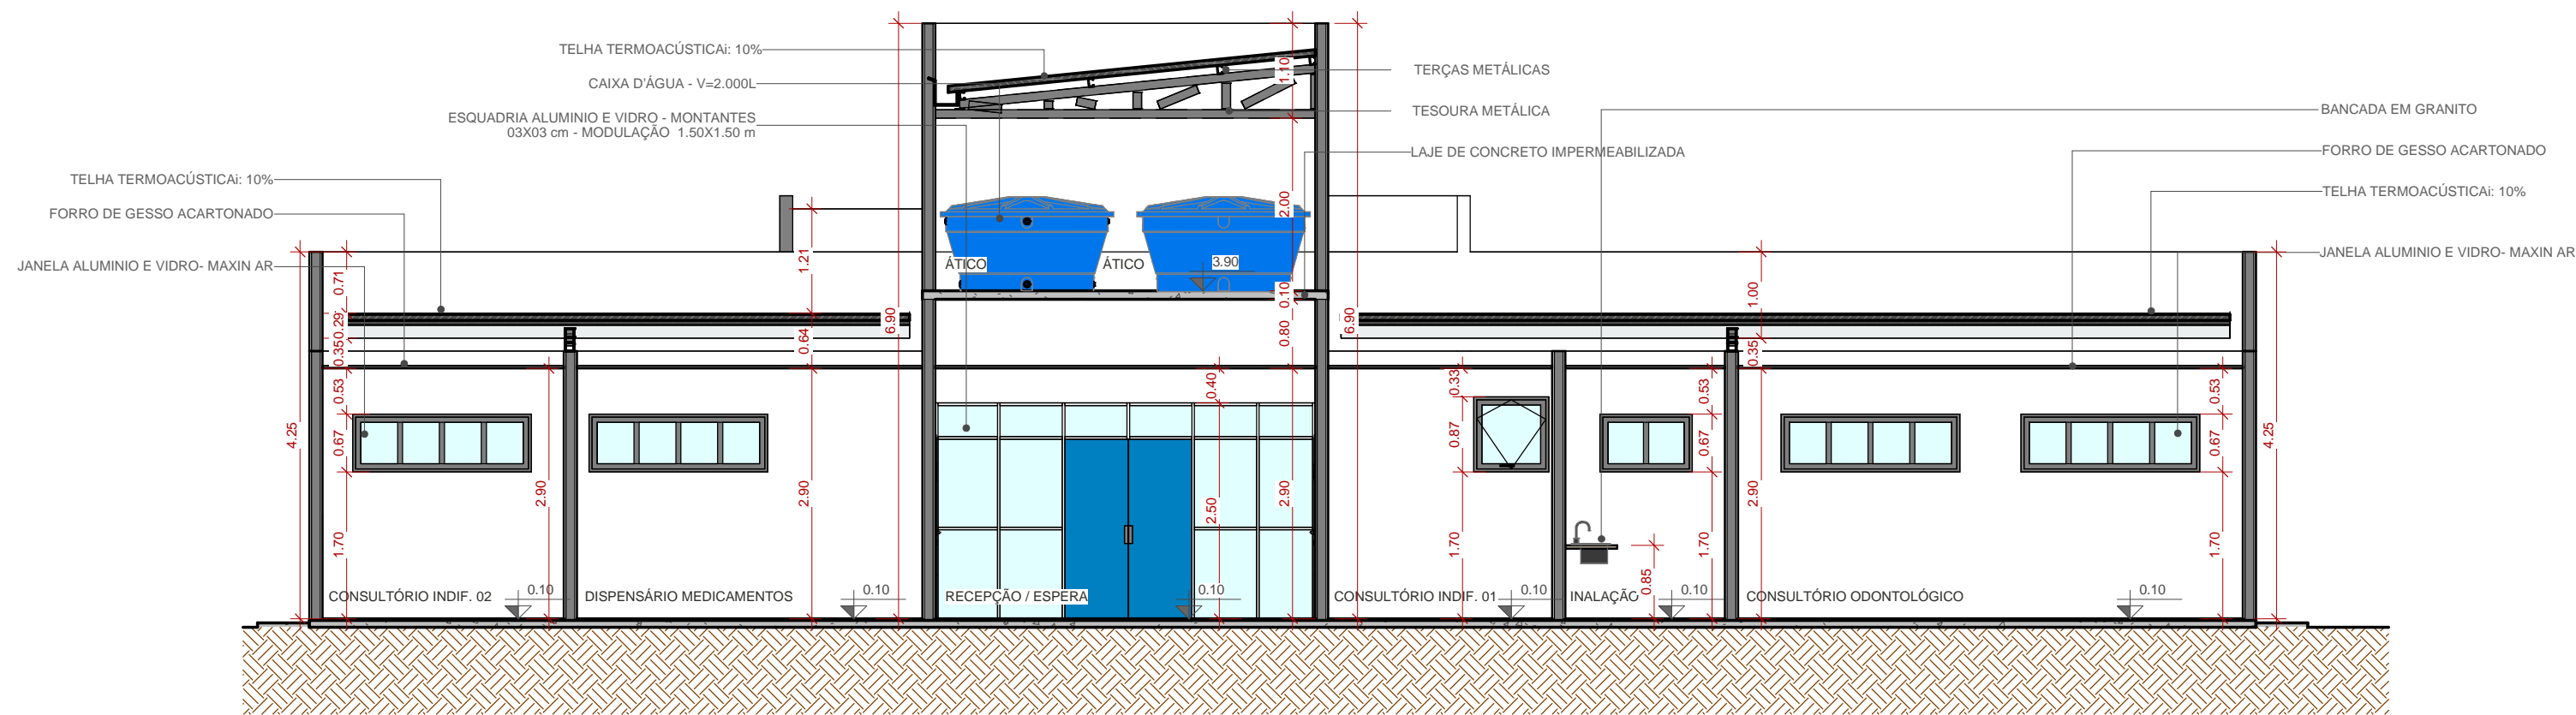 TELHA TERMOACÚSTICAi: 10%
CAIXA D'ÁGUA - V=2.000L
ESQUADRIA ALUMINIO E VIDRO - MONTANTES
03X03 cm - MODULAÇÃO 1.50X1.50 m
TELHA TERMOACÚSTICAi: 10%
FORRO DE GESSO ACARTONADO
JANELA ALUMINIO E VIDRO- MAXIN AR
TERÇAS METÁLICAS
TESOURA METÁLICA
LAJE DE CONCRETO IMPERMEABILIZADA
BANCADA EM GRANITO
FORRO DE GESSO ACARTONADO
TELHA TERMOACÚSTICAi: 10%
JANELA ALUMINIO E VIDRO- MAXIN AR
ÁTICO
ÁTICO
3.90
4.25
0.71
0.29
0.35
0.53
0.67
1.70
2.90
1.21
0.64
2.90
6.90
1.10
2.00
0.10
0.80
2.90
0.40
2.50
6.90
0.33
0.87
1.70
0.85
0.53
0.67
1.70
1.00
0.35
2.90
0.53
0.67
1.70
4.25
CONSULTÓRIO INDIF. 02
0.10
DISPENSÁRIO MEDICAMENTOS
0.10
RECEPÇÃO / ESPERA
0.10
CONSULTÓRIO INDIF. 01
0.10
INALAÇÃO
0.10
CONSULTÓRIO ODONTOLÓGICO
0.10